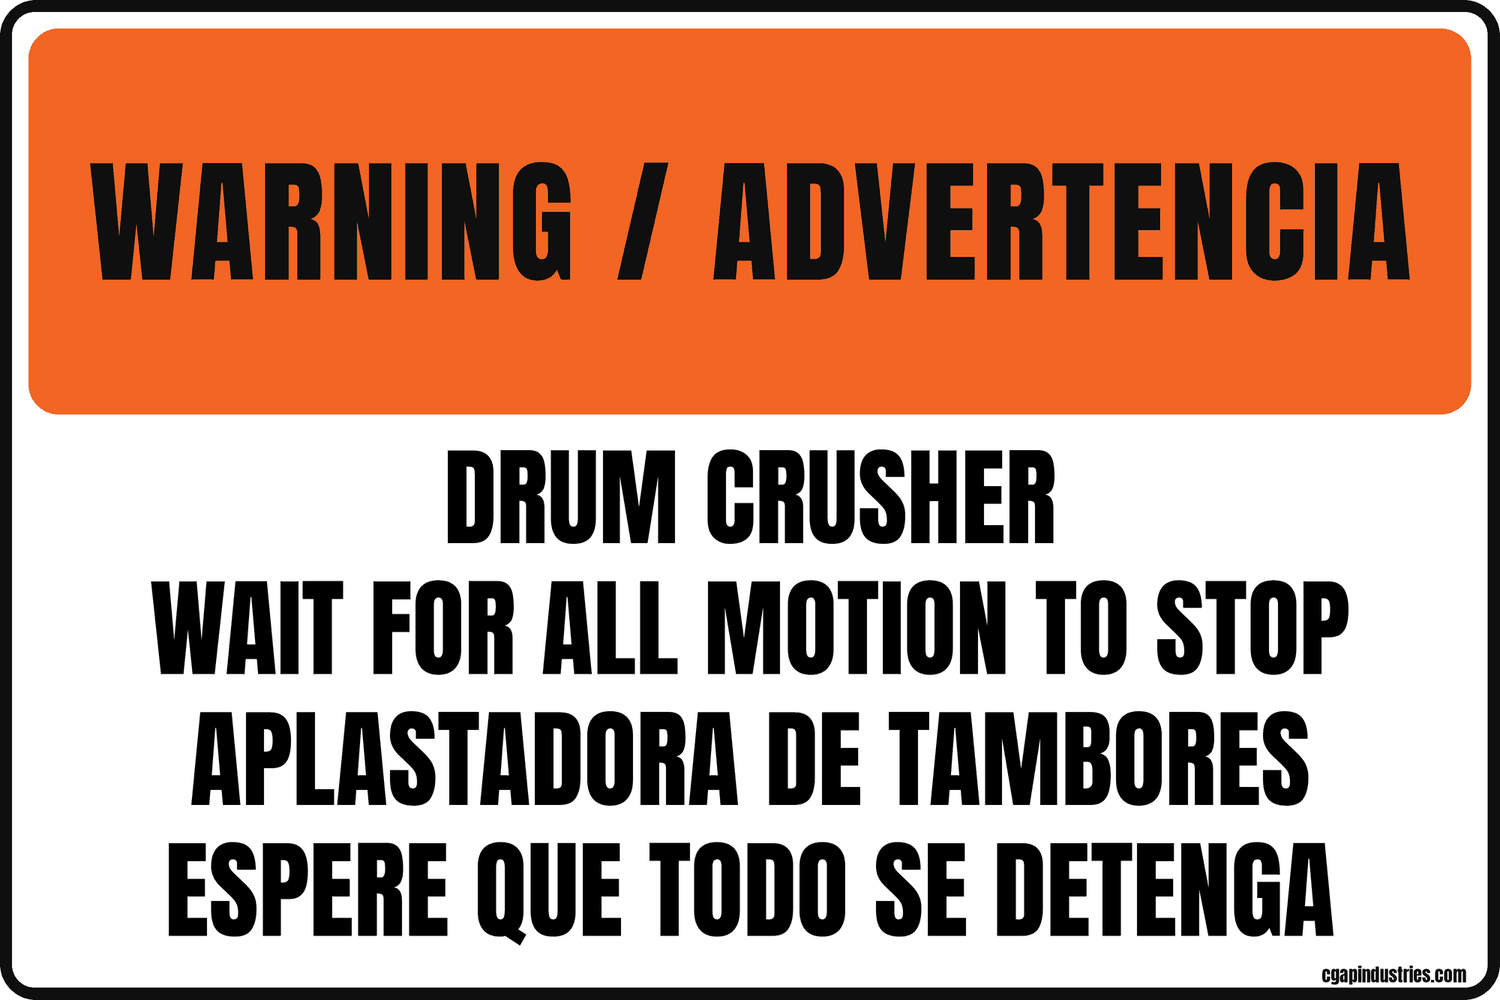 WARNING / ADVERTENCIA
DRUM CRUSHER
WAIT FOR ALL MOTION TO STOP
APLASTADORA DE TAMBORES
ESPERE QUE TODO SE DETENGA
cgapindustries.com